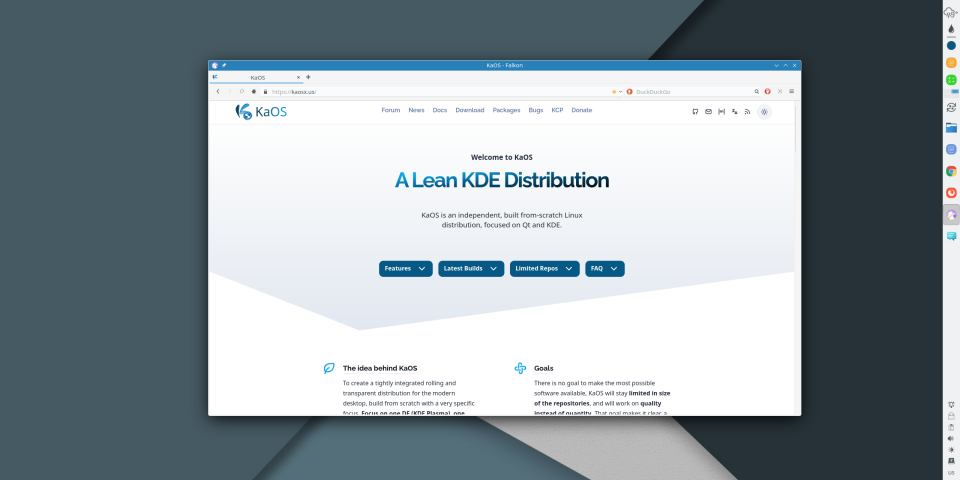 KaOS - Falkon
KaOS
https://kaosx.us/
DuckDuckGo
KaOS
Forum News Docs Download Packages Bugs KCP Donate
Welcome to KaOS
A Lean KDE Distribution
KaOS is an independent, built from-scratch Linux
distribution, focused on Qt and KDE.
Features Latest Builds Limited Repos FAQ
The idea behind KaOS
To create a tightly integrated rolling and
transparent distribution for the modern
desktop, build from scratch with a very specific
focus. Focus on one DE (KDE Plasma), one
Goals
There is no goal to make the most possible
software available, KaOS will stay limited in size
of the repositories, and will work on quality
instead of quantity. That goal makes it clear a
us